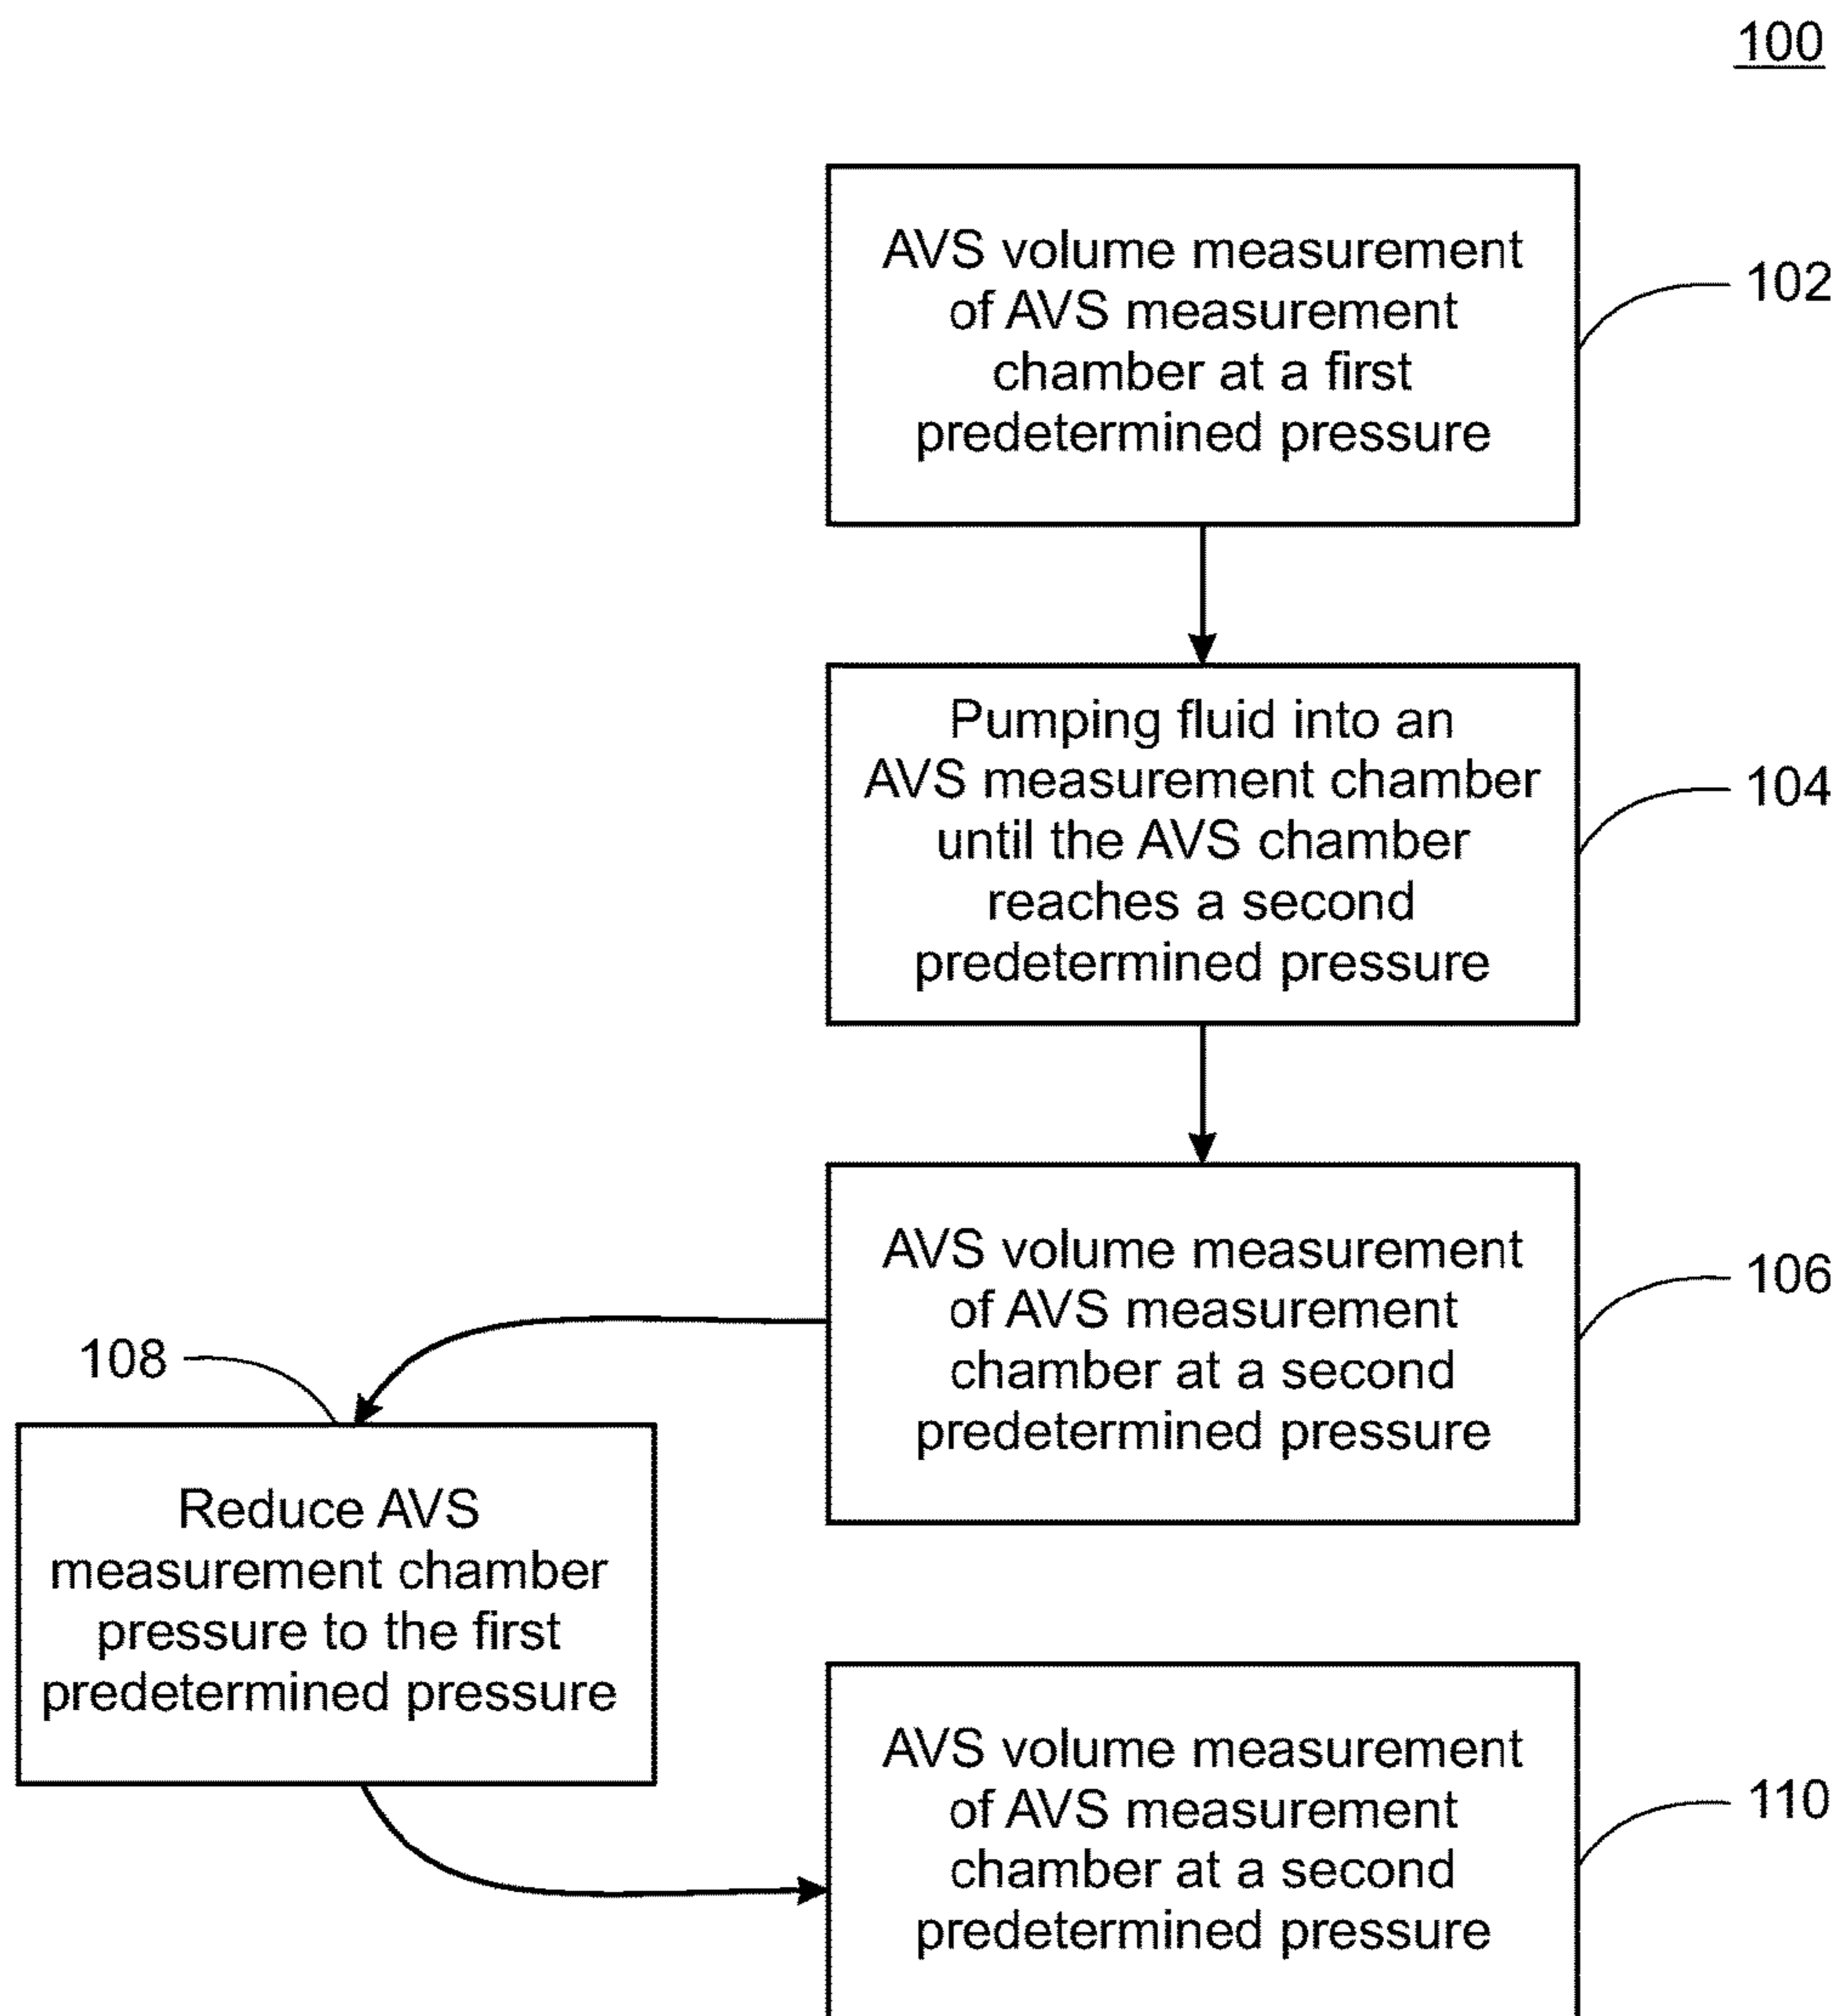 100
AVS volume measurement
of AVS measurement
chamber at a first
predetermined pressure
102
Pumping fluid into an
AVS measurement chamber
until the AVS chamber
reaches a second
predetermined pressure
104
AVS volume measurement
of AVS measurement
chamber at a second
predetermined pressure
106
108
Reduce AVS
measurement chamber
pressure to the first
predetermined pressure
AVS volume measurement
of AVS measurement
chamber at a second
predetermined pressure
110